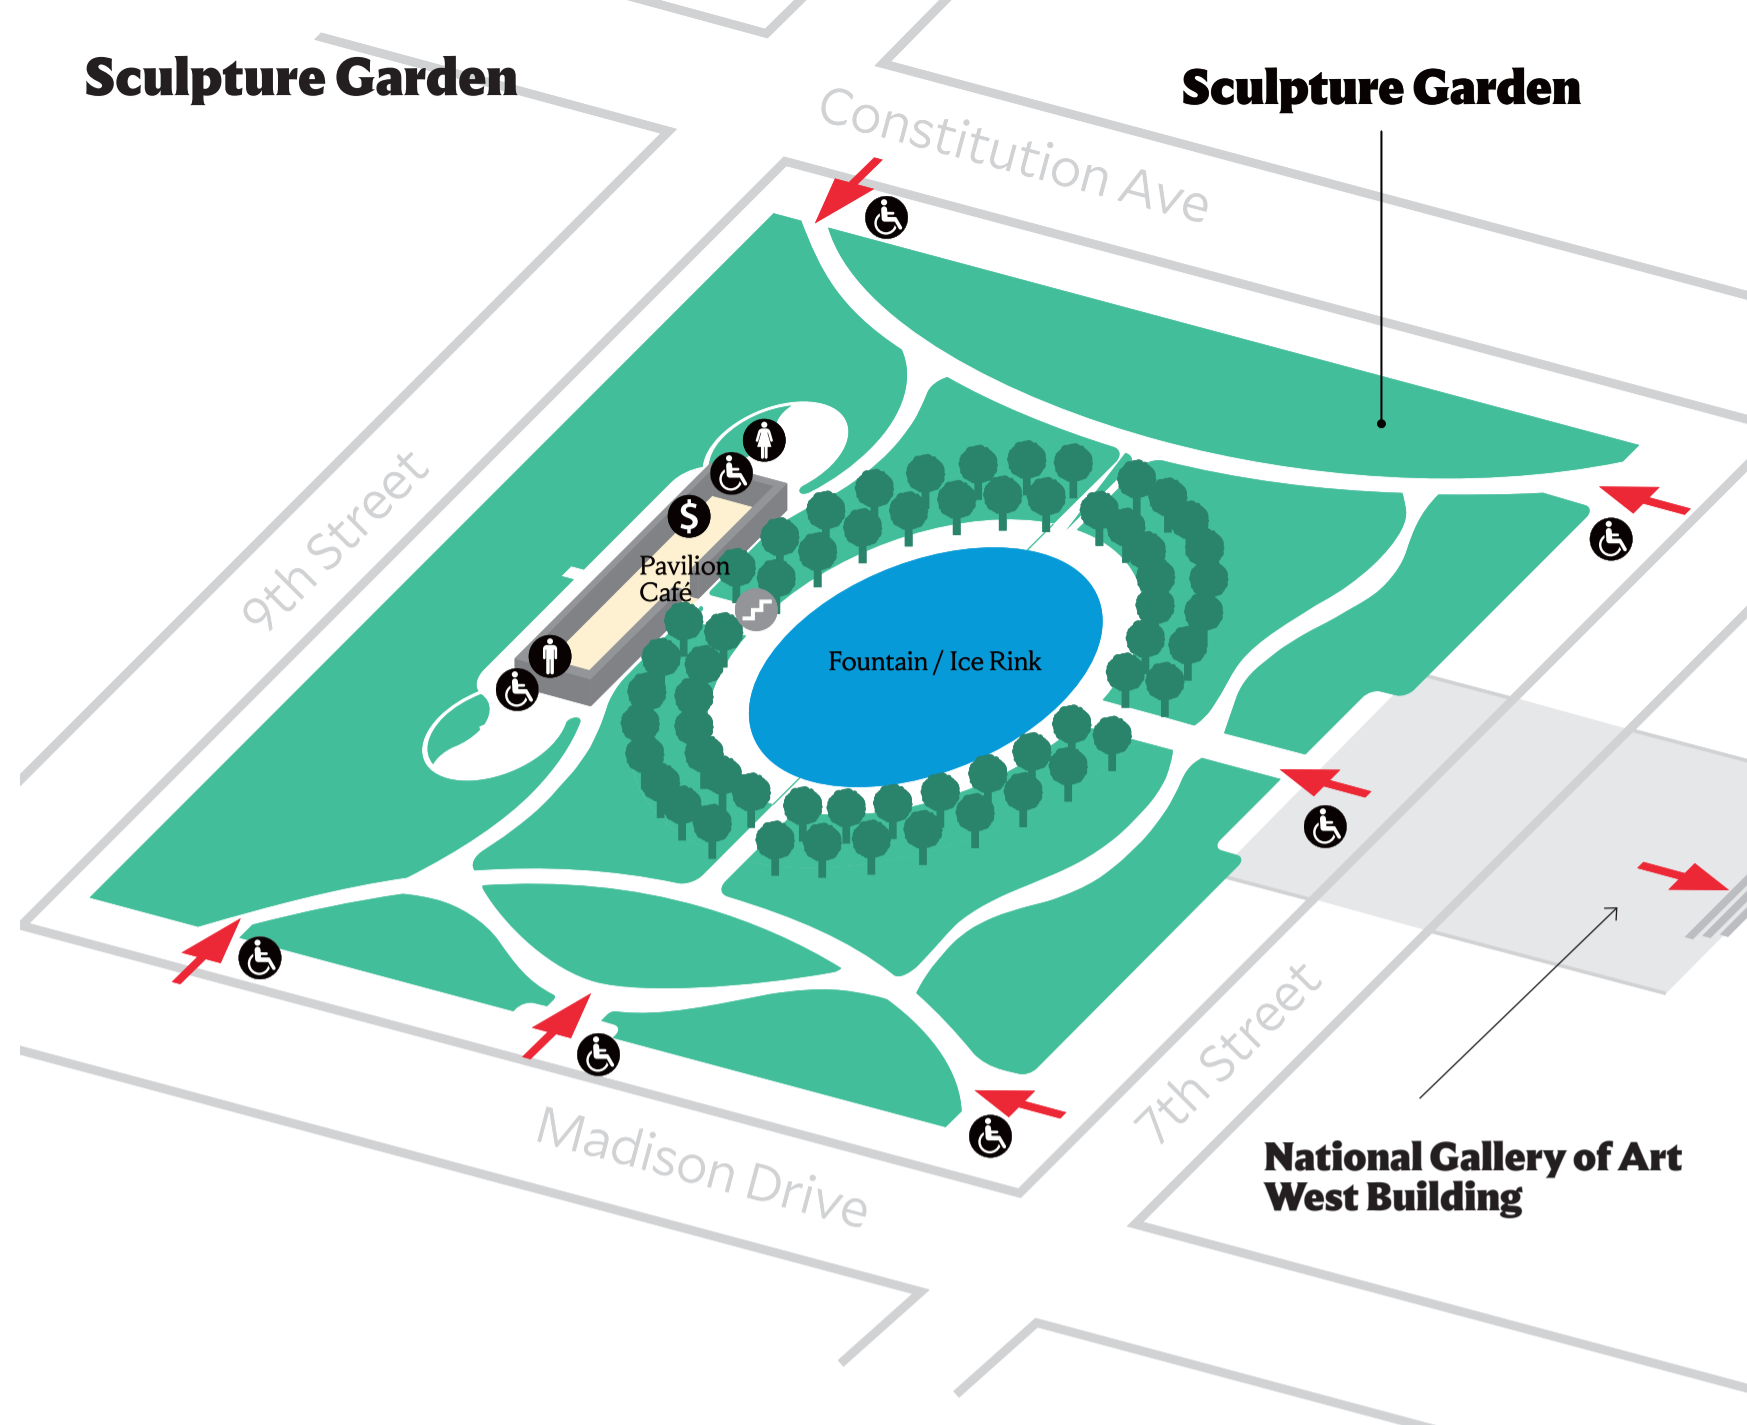 Sculpture Garden
Sculpture Garden
Constitution Ave
9th Street
$
Pavilion
Café
Fountain / Ice Rink
7th Street
Madison Drive
National Gallery of Art
West Building